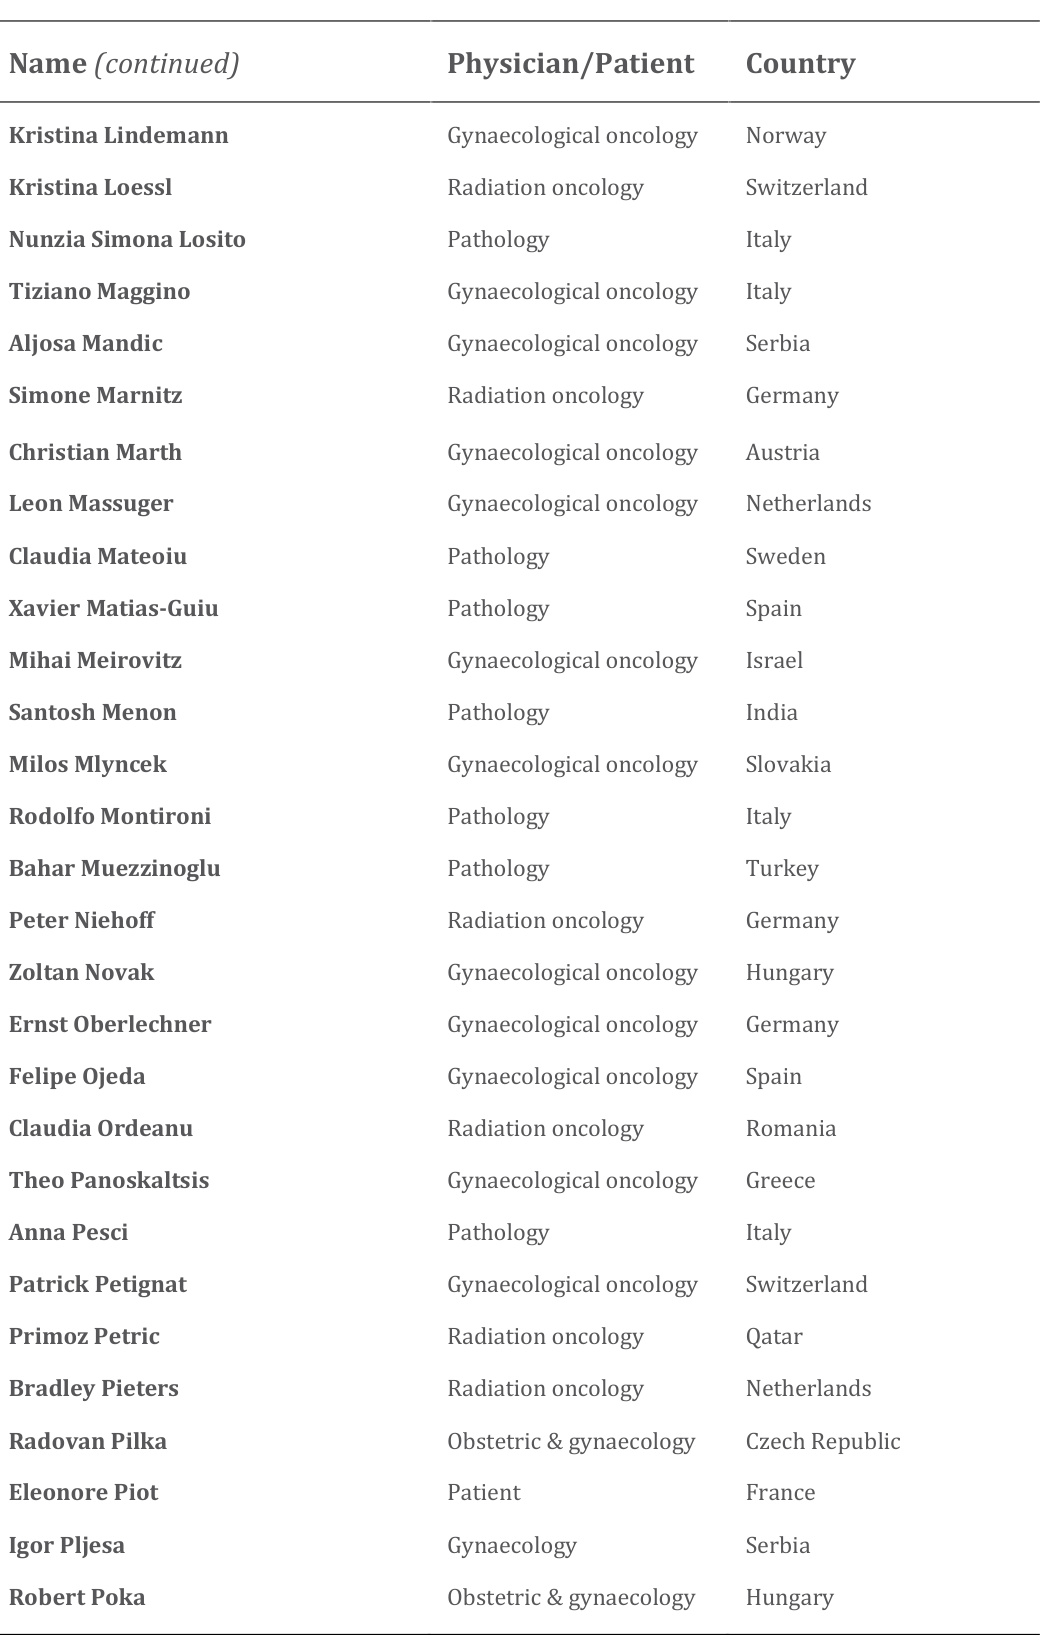 Name (continued) Physician/Patient Country
Kristina Lindemann Gynaecological oncology Norway
Kristina Loessl Radiation oncology Switzerland
Nunzia Simona Losito Pathology Italy
Tiziano Maggino Gynaecological oncology Italy
Aljosa Mandic Gynaecological oncology Serbia
Simone Marnitz Radiation oncology Germany
Christian Marth Gynaecological oncology Austria
Leon Massuger Gynaecological oncology Netherlands
Claudia Mateoiu Pathology Sweden
Xavier Matias-Guiu Pathology Spain
Mihai Meirovitz Gynaecological oncology Israel
Santosh Menon Pathology India
Milos Mlyncek Gynaecological oncology Slovakia
Rodolfo Montironi Pathology Italy
Bahar Muezzinoglu Pathology Turkey
Peter Niehoff Radiation oncology Germany
Zoltan Novak Gynaecological oncology Hungary
Ernst Oberlechner Gynaecological oncology Germany
Felipe Ojeda Gynaecological oncology Spain
Claudia Ordeanu Radiation oncology Romania
Theo Panoskaltsis Gynaecological oncology Greece
Anna Pesci Pathology Italy
Patrick Petignat Gynaecological oncology Switzerland
Primoz Petric Radiation oncology Qatar
Bradley Pieters Radiation oncology Netherlands
Radovan Pilka Obstetric & gynaecology Czech Republic
Eleonore Piot Patient France
Igor Pljesa Gynaecology Serbia
Robert Poka Obstetric & gynaecology Hungary